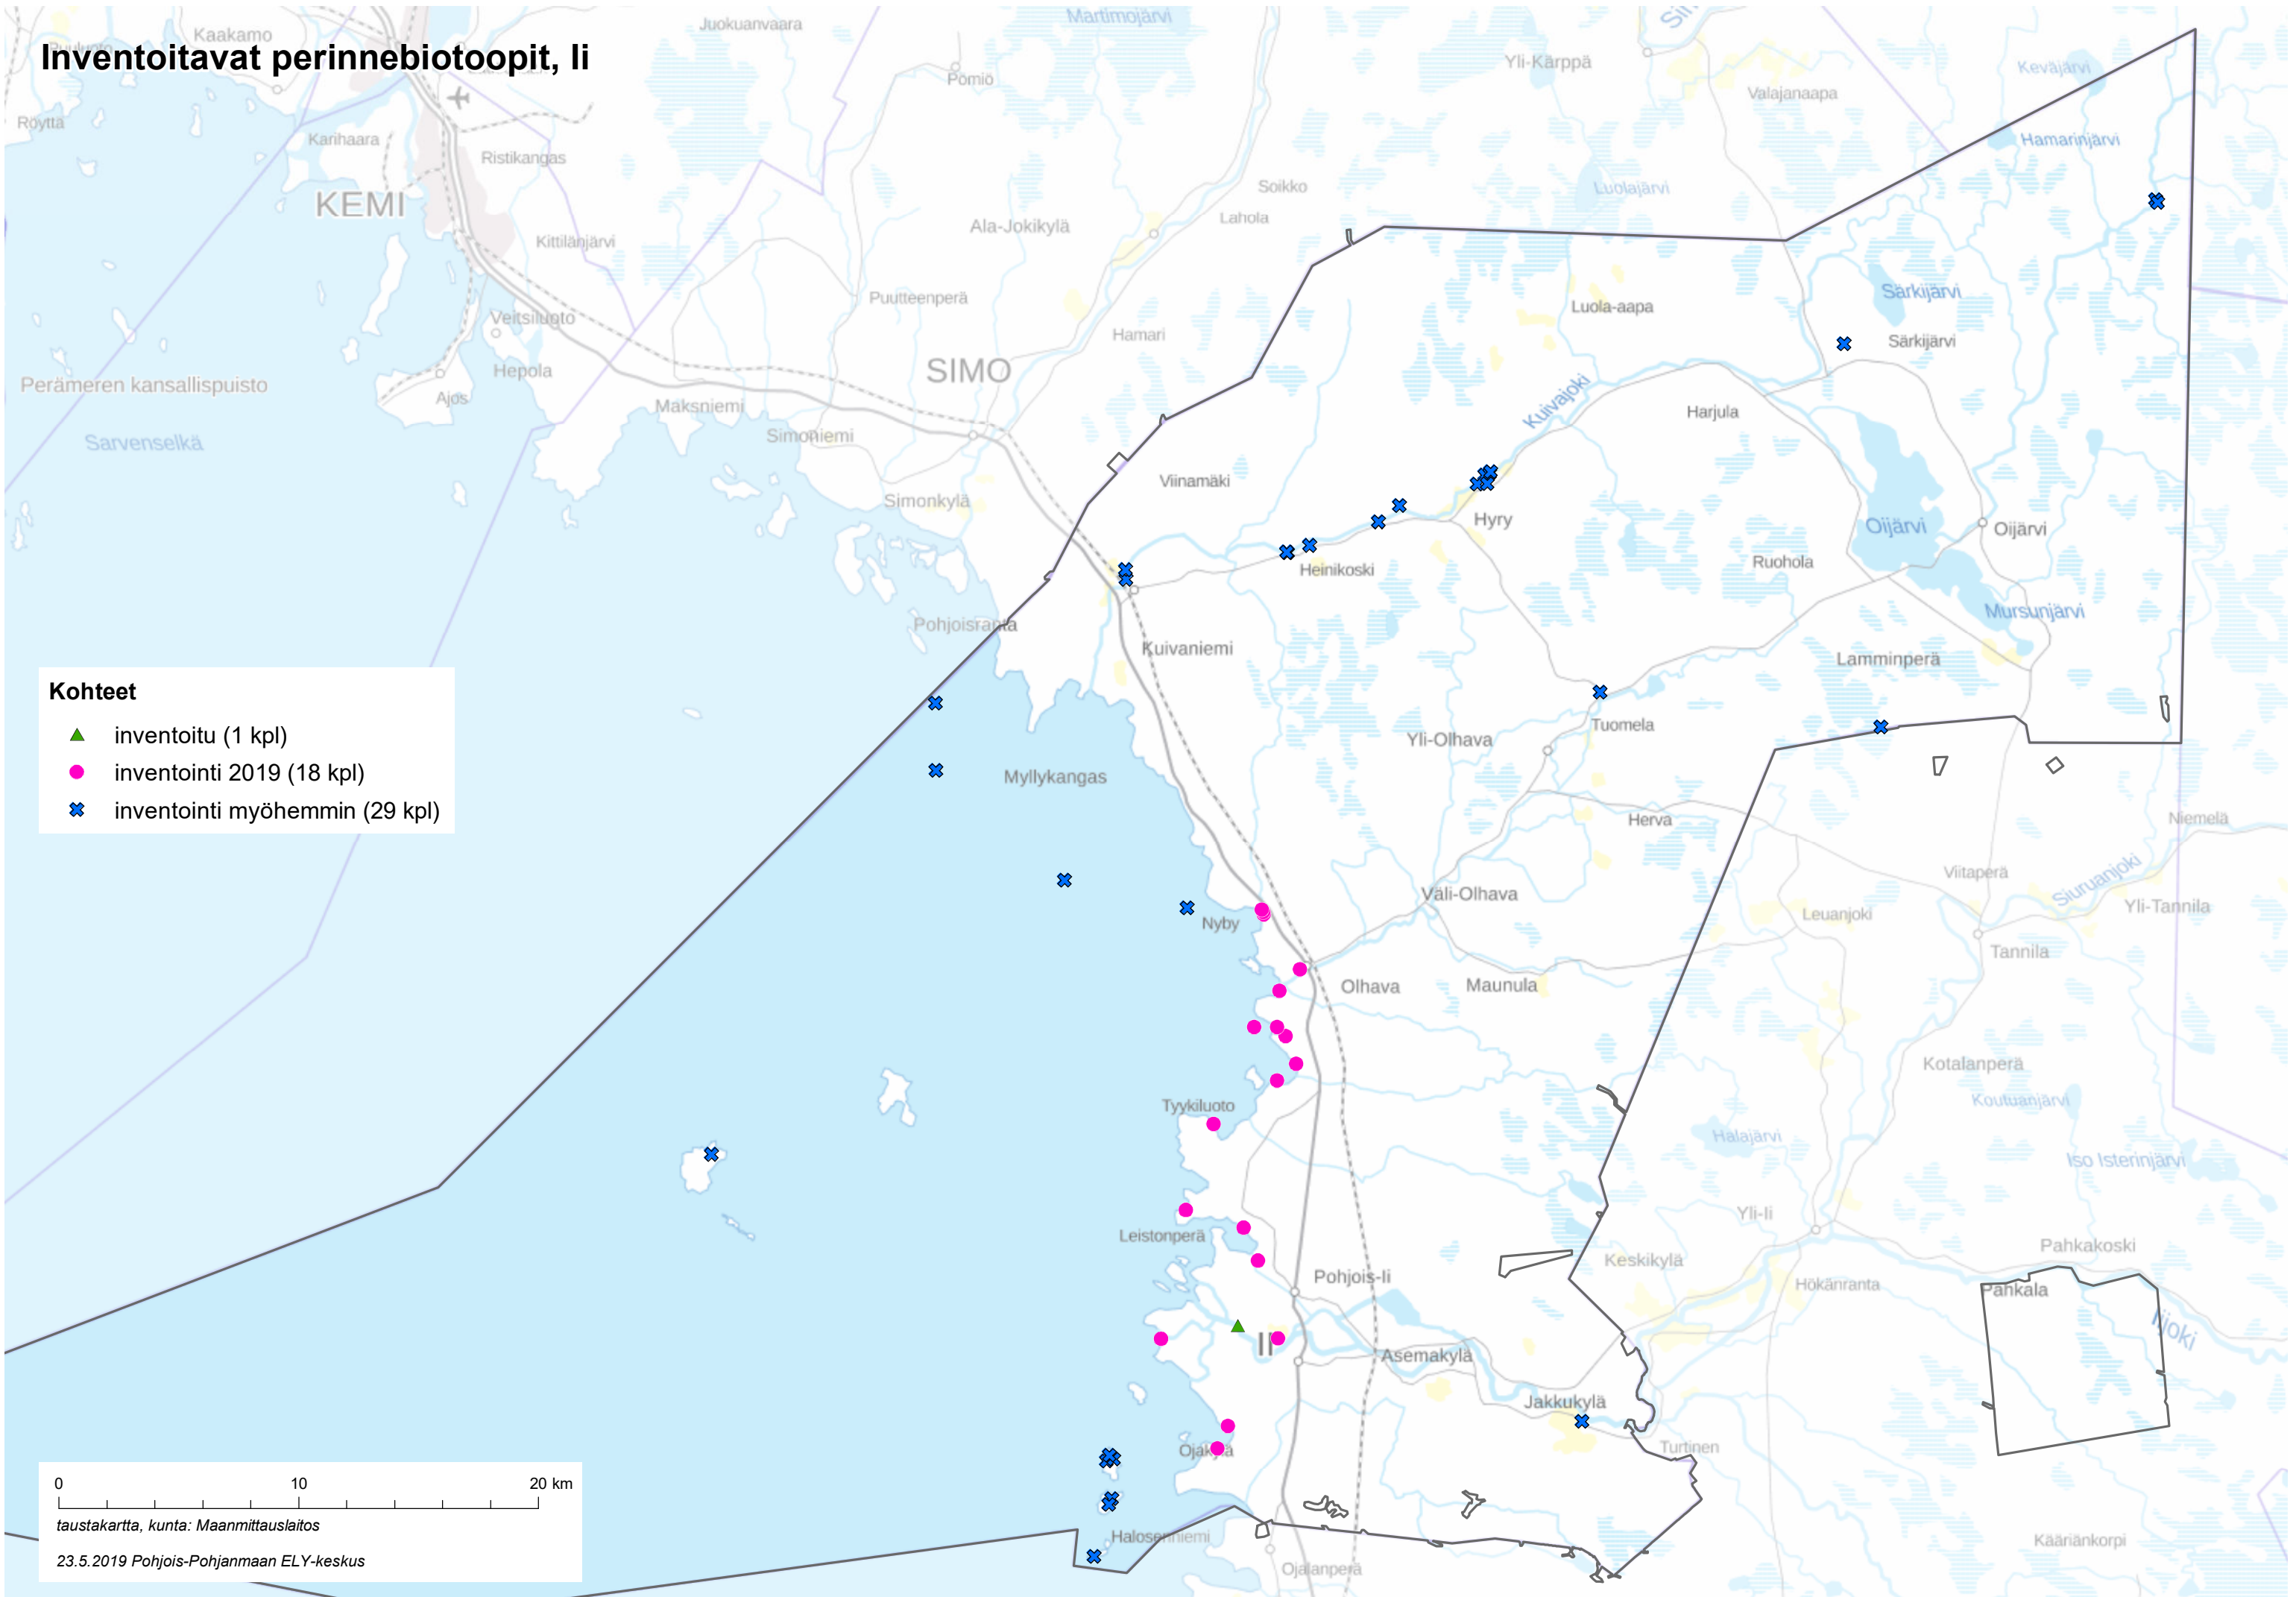 Inventoitavat perinnebiotoopit, Ii
Kaakamo
Juokuanvaara
Martimojärvi
Pömiö
Yli-Kärppä
Valajanaapa
Keväjärvi
Röyttä
Karihaara
Ristikangas
Hamarinjärvi
KEMI
Soikko
Luolajärvi
Lahola
Ala-Jokikylä
Kittilänjärvi
Puutteenperä
Luola-aapa
Särkijärvi
Veitsiluoto
Hamari
Särkijärvi
Hepola
SIMO
Perämeren kansallispuisto
Ajos
Maksniemi
Kuivajoki
Harjula
Sarvenselkä
Simoniemi
Viinamäki
Simonkylä
Hyry
Oijärvi
Oijärvi
Heinikoski
Ruohola
Mursunjärvi
Pohjoisranta
Kuivaniemi
Lamminperä
Kohteet
inventoitu (1 kpl)
inventointi 2019 (18 kpl)
inventointi myöhemmin (29 kpl)
Tuomela
Yli-Olhava
Myllykangas
Herva
Niemelä
Viitaperä
Siuruanjoki
Väli-Olhava
Leuanjoki
Yli-Tannila
Nyby
Tannila
Olhava
Maunula
Kotalanperä
Koutuanjärvi
Tyykiluoto
Halajärvi
Iso Isterinjärvi
Yli-Ii
Leistonperä
Pahkakoski
Keskikylä
Pohjois-Ii
Hökänranta
Pahkala
Iijoki
II
Asemakylä
Jakkukylä
Ojakylä
Turtinen
0 10 20 km
taustakartta, kunta: Maanmittauslaitos
Halosenniemi
Kääriänkorpi
23.5.2019 Pohjois-Pohjanmaan ELY-keskus
Ojalanperä